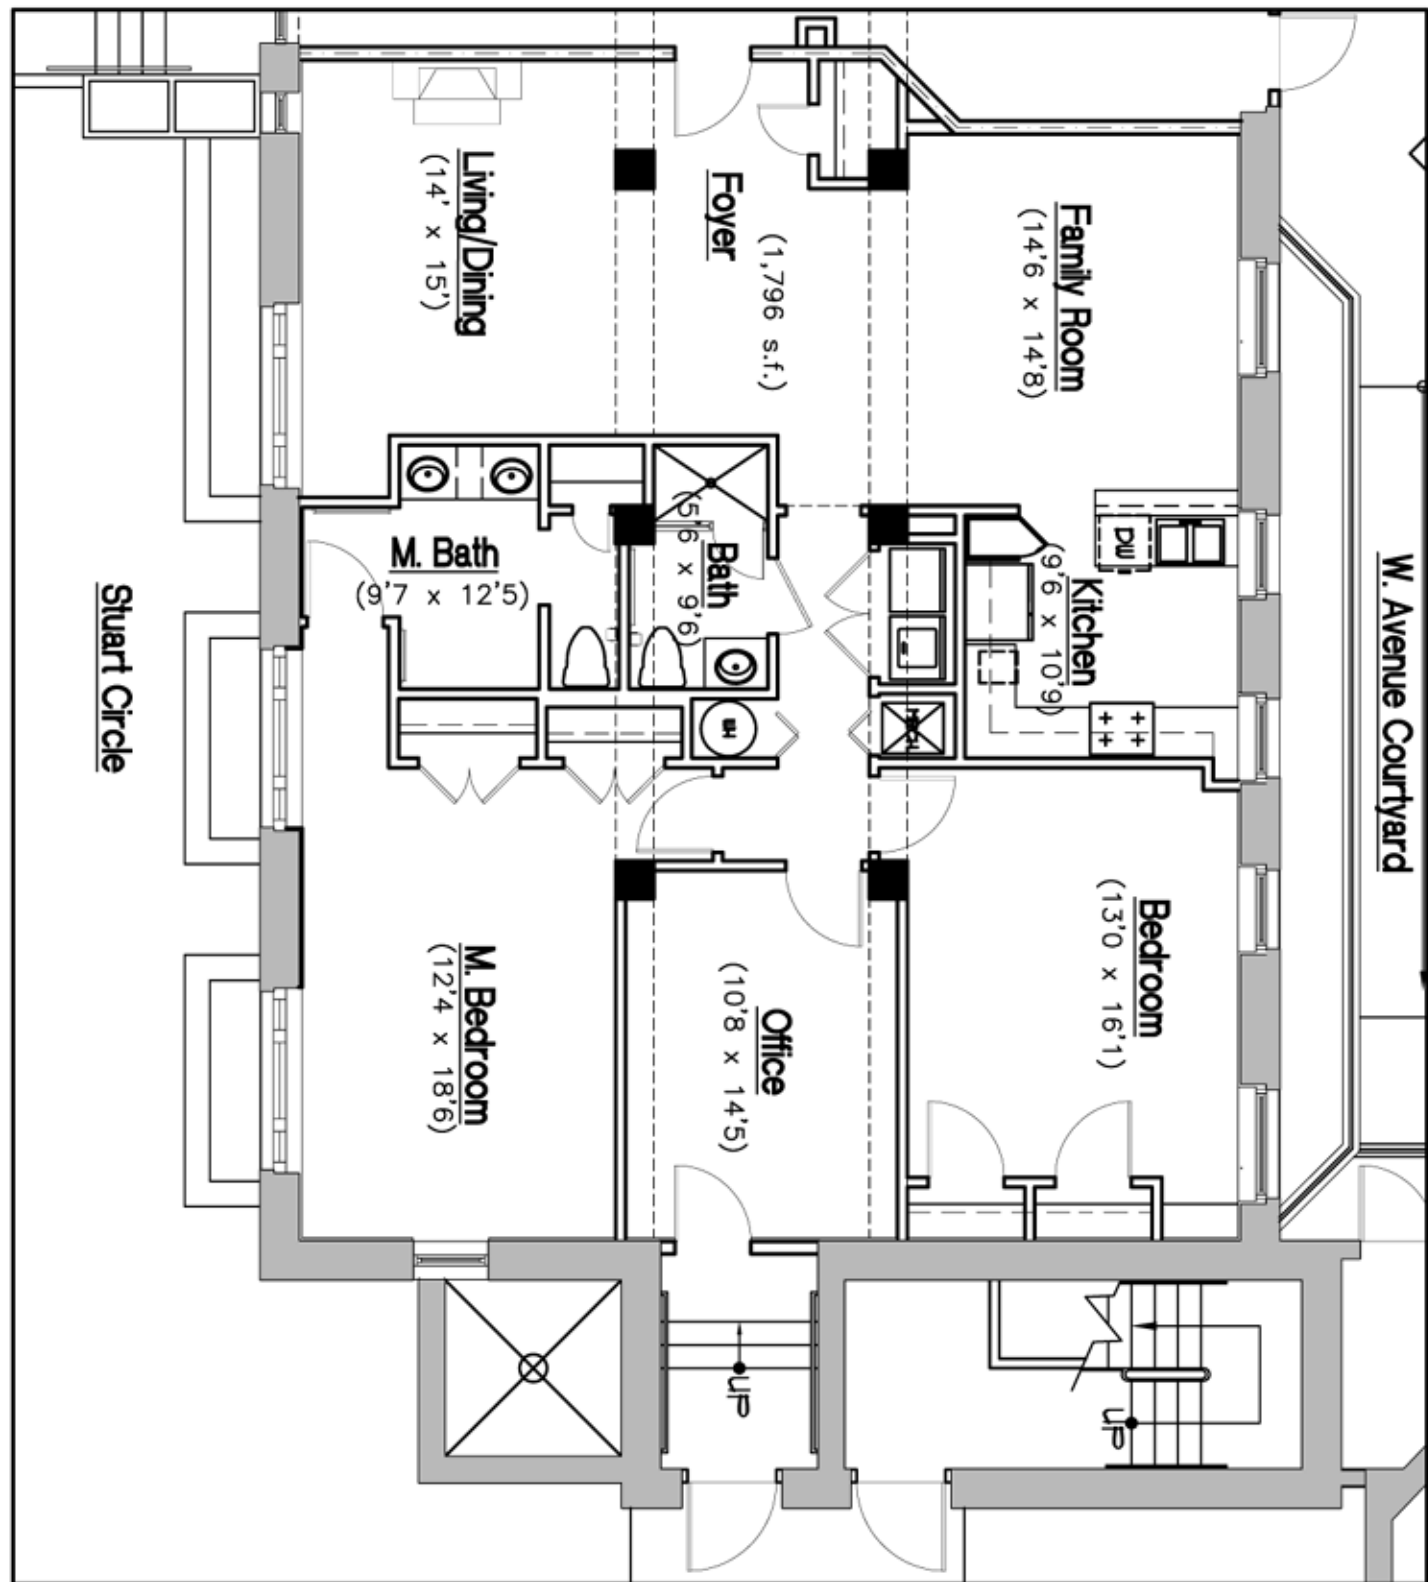 W. Avenue Courtyard
Family Room
(14'6 x 14'8)
Kitchen
(9'6 x 10'9)
DW
Bedroom
(13'0 x 16'1)
UP
MECH
Foyer
(1,796 s.f.)
Bath
(5'6 x 9'6)
WH
Office
(10'8 x 14'5)
UP
Living/Dining
(14' x 15')
M. Bath
(9'7 x 12'5)
M. Bedroom
(12'4 x 18'6)
Stuart Circle